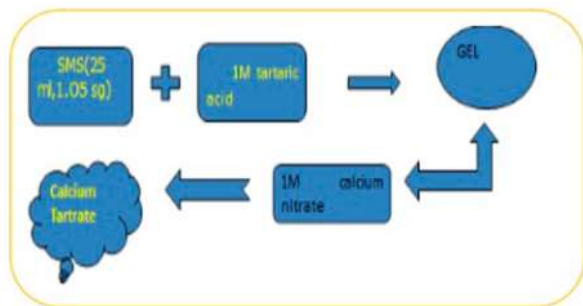 SMS(25
ml,1.05 sg)
1M tartaric
acid
GEL
1M calcium
nitrate
Calcium
Tartrate